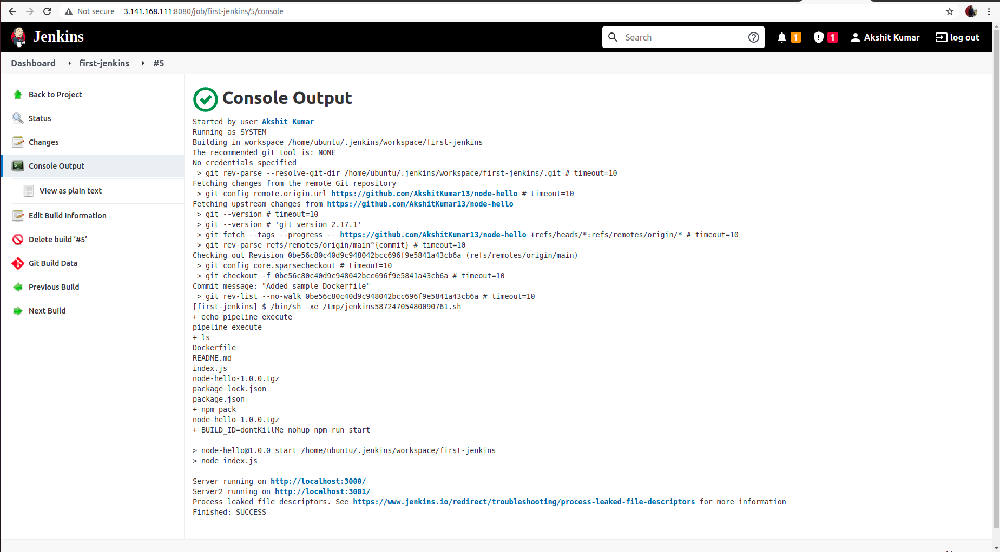 Not secure 3.141.168.111:8080/job/first-jenkins/5/console
Jenkins Search 1 1 Akshit Kumar log out
Dashboard first-jenkins #5
Back to Project
Status
Changes
Console Output
View as plain text
Edit Build Information
Delete build ‘#5’
Git Build Data
Previous Build
Next Build
Console Output
Started by user Akshit Kumar
Running as SYSTEM
Building in workspace /home/ubuntu/.jenkins/workspace/first-jenkins
The recommended git tool is: NONE
No credentials specified
> git rev-parse --resolve-git-dir /home/ubuntu/.jenkins/workspace/first-jenkins/.git # timeout=10
Fetching changes from the remote Git repository
> git config remote.origin.url https://github.com/AkshitKumar13/node-hello # timeout=10
Fetching upstream changes from https://github.com/AkshitKumar13/node-hello
> git --version # timeout=10
> git --version # 'git version 2.17.1'
> git fetch --tags --progress -- https://github.com/AkshitKumar13/node-hello +refs/heads/*:refs/remotes/origin/* # timeout=10
> git rev-parse refs/remotes/origin/main^{commit} # timeout=10
Checking out Revision 0be56c80c40d9c948042bcc696f9e5841a43cb6a (refs/remotes/origin/main)
> git config core.sparsecheckout # timeout=10
> git checkout -f 0be56c80c40d9c948042bcc696f9e5841a43cb6a # timeout=10
Commit message: "Added sample Dockerfile"
> git rev-list --no-walk 0be56c80c40d9c948042bcc696f9e5841a43cb6a # timeout=10
[first-jenkins] $ /bin/sh -xe /tmp/jenkins58724705480090761.sh
+ echo pipeline execute
pipeline execute
+ ls
Dockerfile
README.md
index.js
node-hello-1.0.0.tgz
package-lock.json
package.json
+ npm pack
node-hello-1.0.0.tgz
+ BUILD_ID=dontKillMe nohup npm run start
> node-hello@1.0.0 start /home/ubuntu/.jenkins/workspace/first-jenkins
> node index.js
Server running on http://localhost:3000/
Server2 running on http://localhost:3001/
Process leaked file descriptors. See https://www.jenkins.io/redirect/troubleshooting/process-leaked-file-descriptors for more information
Finished: SUCCESS